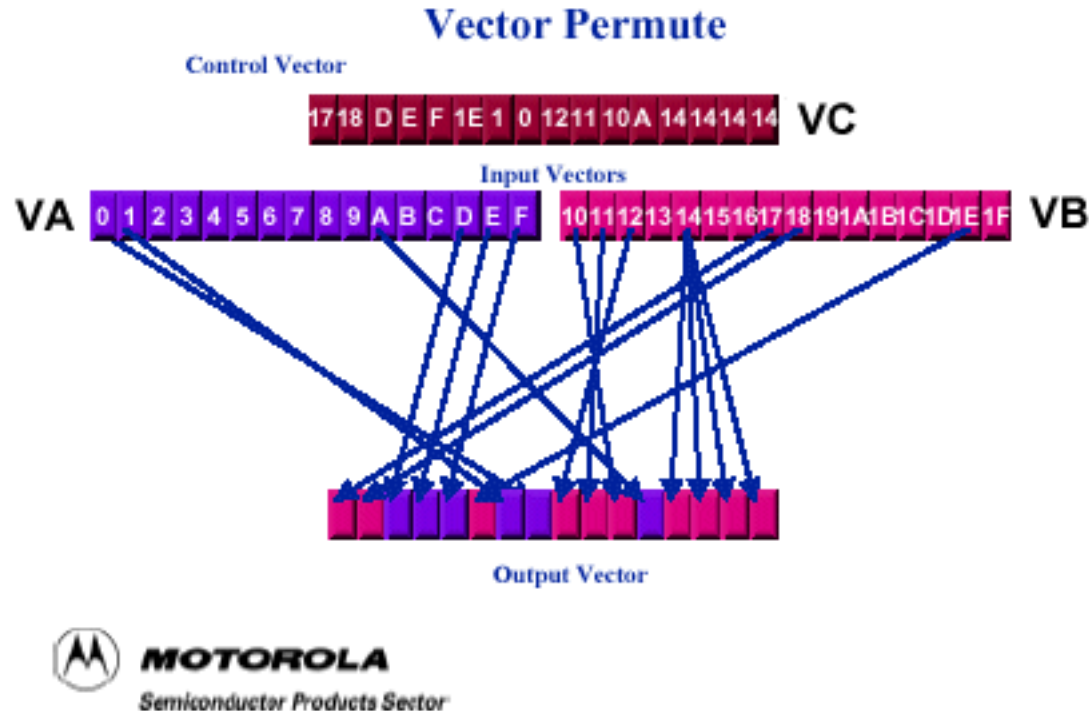 Vector Permute
Control Vector
17 18 D E F 1E 1 0 12 11 10 A 14 14 14 14 VC
Input Vectors
VA 0 1 2 3 4 5 6 7 8 9 A B C D E F 10 11 12 13 14 15 16 17 18 19 1A 1B 1C 1D 1E 1F VB
Output Vector
MOTOROLA
Semiconductor Products Sector